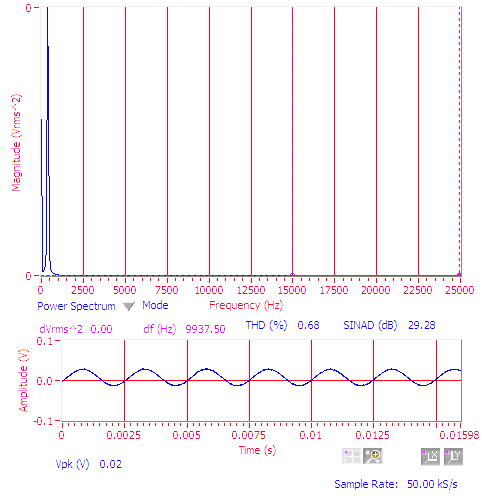 0
Magnitude (Vrms^2)
0
0 2500 5000 7500 10000 12500 15000 17500 20000 22500 25000
Power Spectrum Mode Frequency (Hz)
dVrms^2 0.00 df (Hz) 9937.50 THD (%) 0.68 SINAD (dB) 29.28
0.1
Amplitude (V)
0.0
-0.1
0 0.0025 0.005 0.0075 0.01 0.0125 0.01598
Time (s)
LX LY
Vpk (V) 0.02
Sample Rate: 50.00 kS/s